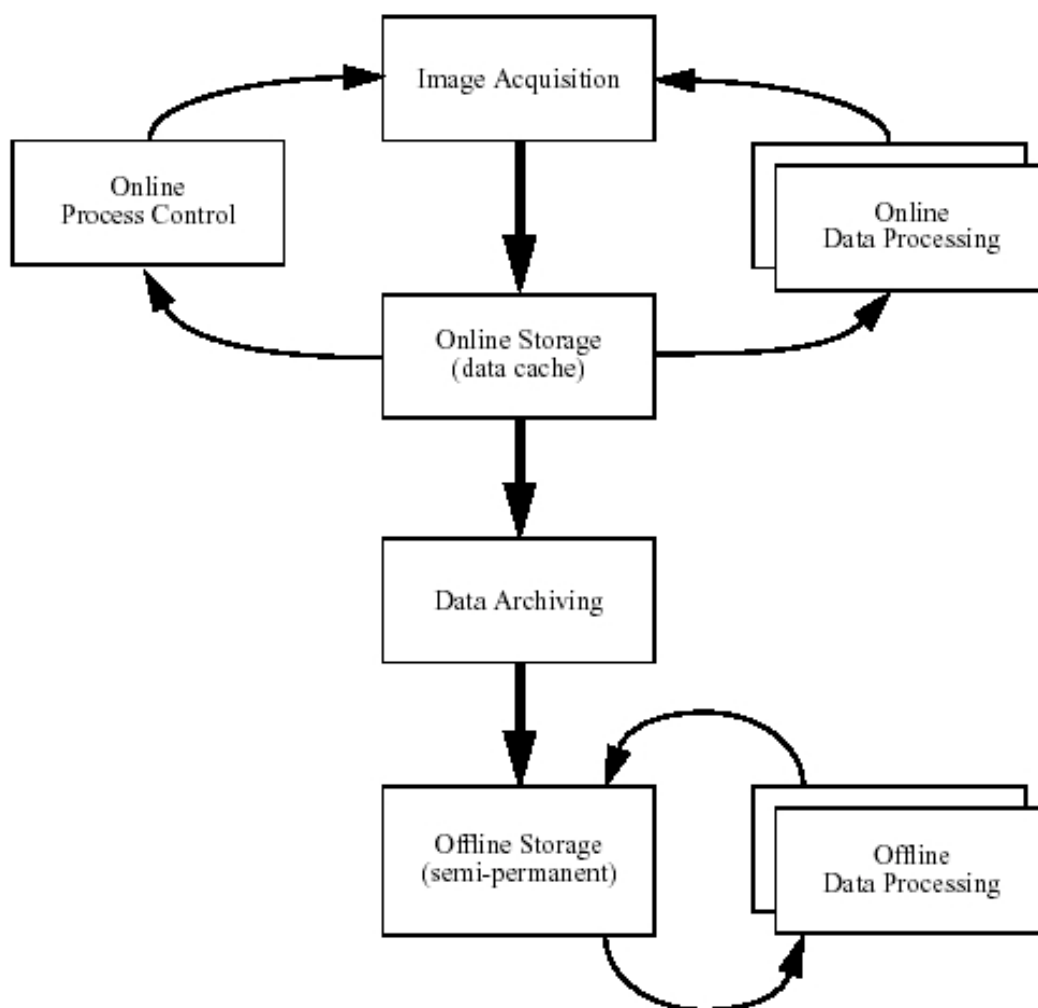 Image Acquisition
Online
Process Control
Online
Data Processing
Online Storage
(data cache)
Data Archiving
Offline Storage
(semi-permanent)
Offline
Data Processing